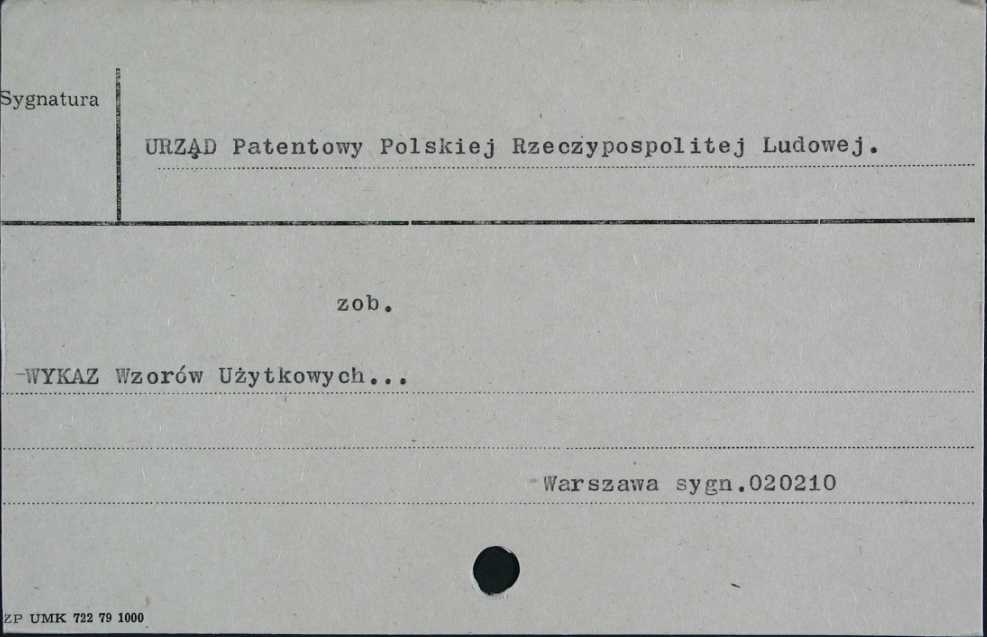 Sygnatura
URZĄD Patentowy Polskiej Rzeczypospolitej Ludowej.
zob.
WYKAZ Wzorów Użytkowych...
Warszawa sygn.020210
ZP UMK 722 79 1000